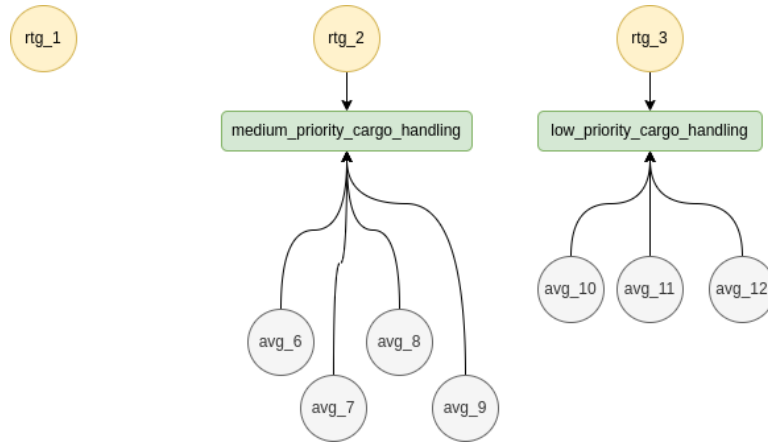 rtg_1
rtg_2
rtg_3
medium_priority_cargo_handling
low_priority_cargo_handling
avg_10
avg_11
avg_12
avg_6
avg_8
avg_7
avg_9